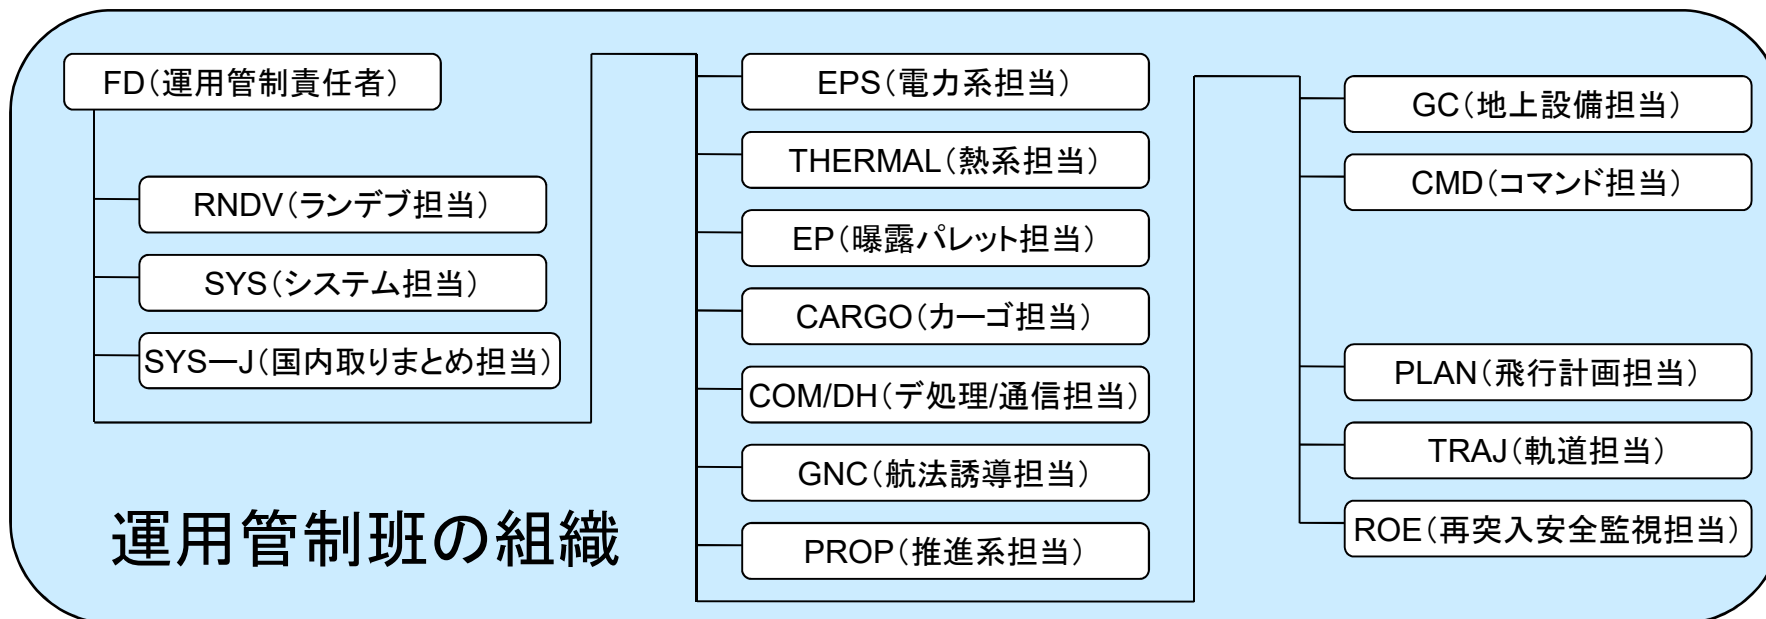 FD(運用管制責任者)
RNDV(ランデブ担当)
SYS(システム担当)
SYS―J(国内取りまとめ担当)
運用管制班の組織
EPS(電力系担当)
THERMAL(熱系担当)
EP(曝露パレット担当)
CARGO(カーゴ担当)
COM/DH(デ処理/通信担当)
GNC(航法誘導担当)
PROP(推進系担当)
GC(地上設備担当)
CMD(コマンド担当)
PLAN(飛行計画担当)
TRAJ(軌道担当)
ROE(再突入安全監視担当)